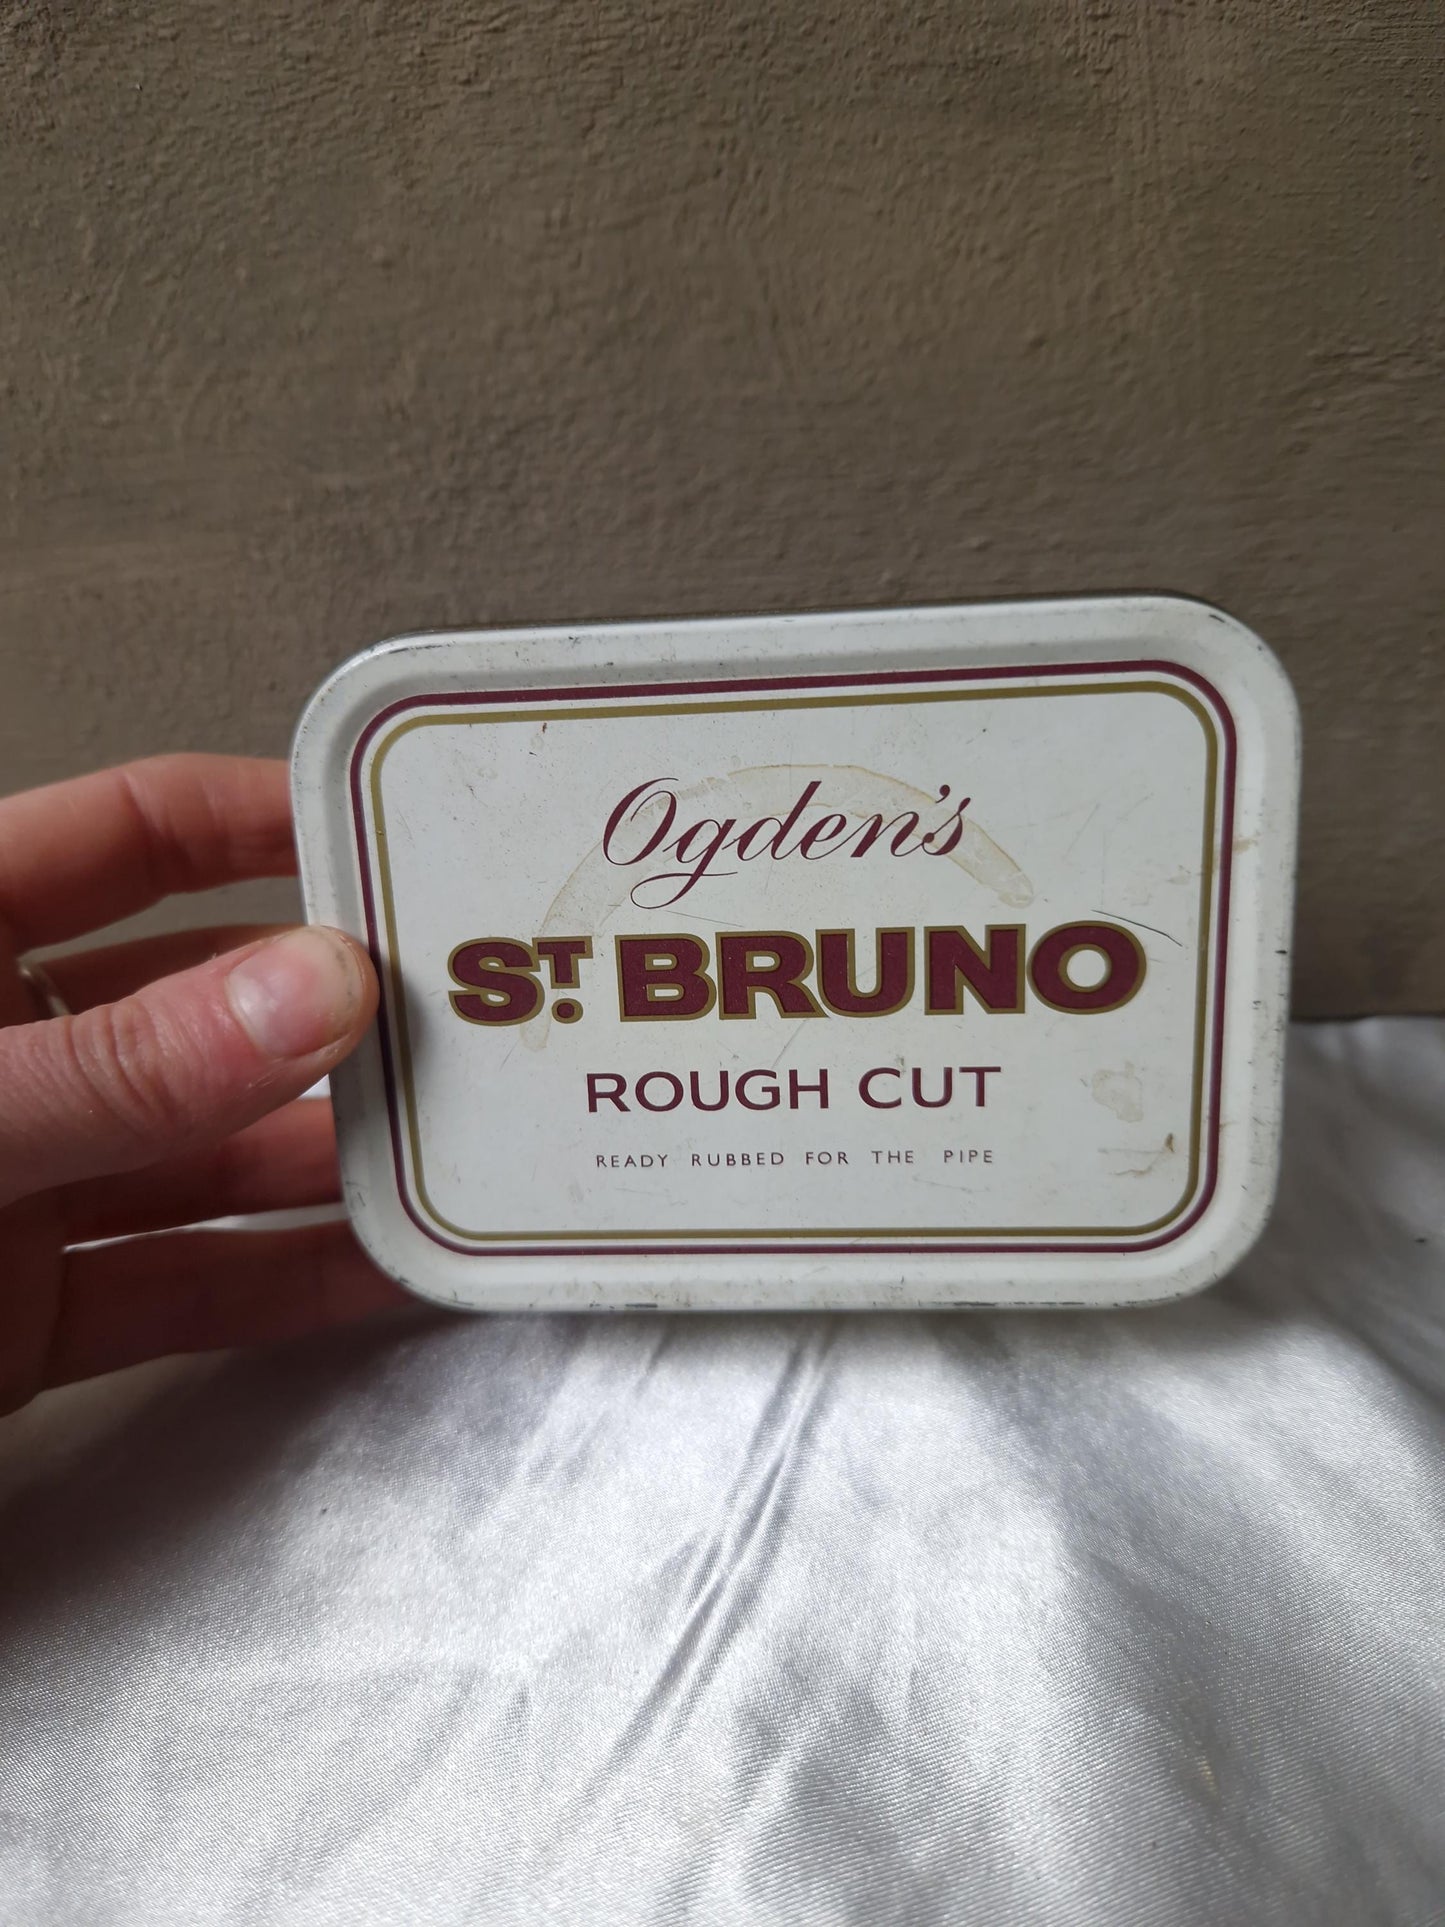 Ogden's
ST. BRUNO
ROUGH CUT
READY RUBBED FOR THE PIPE